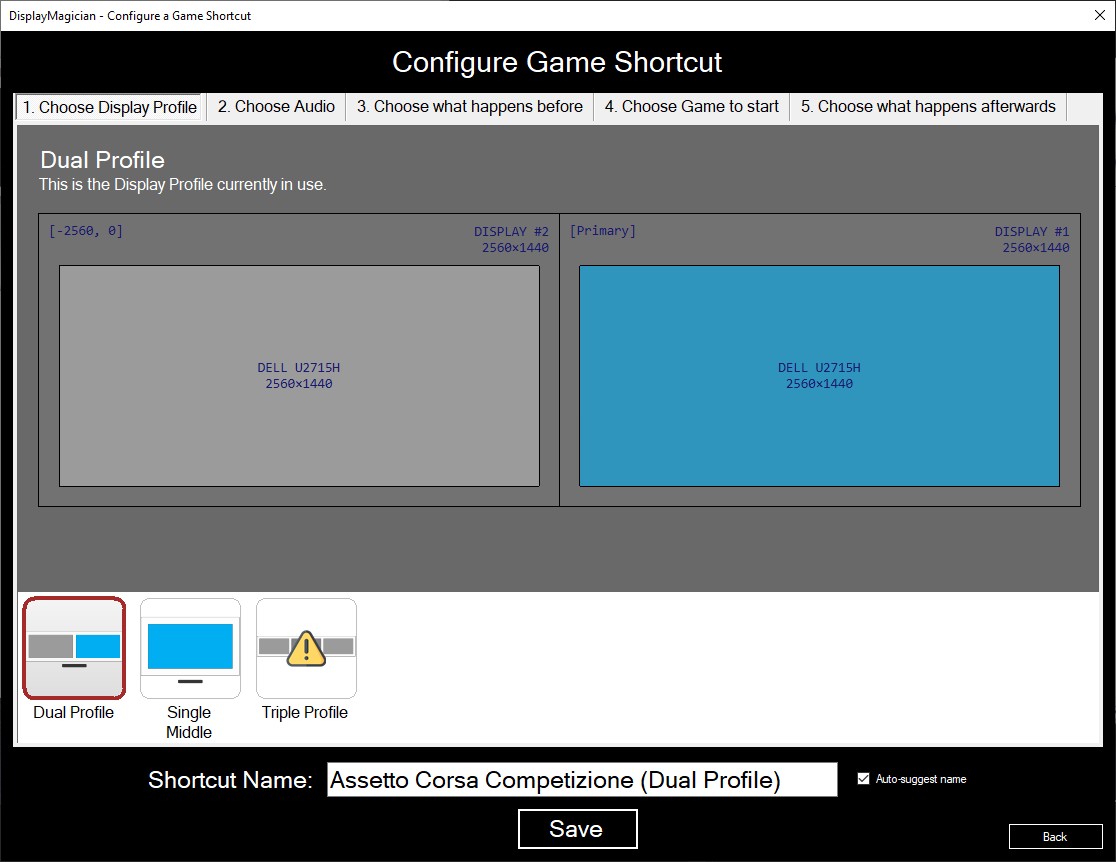 DisplayMagician - Configure a Game Shortcut
Configure Game Shortcut
1. Choose Display Profile
2. Choose Audio
3. Choose what happens before
4. Choose Game to start
5. Choose what happens afterwards
Dual Profile
This is the Display Profile currently in use.
[-2560, 0]
DISPLAY #2
2560×1440
DELL U2715H
2560×1440
[Primary]
DISPLAY #1
2560×1440
DELL U2715H
2560×1440
Dual Profile
Single
Middle
Triple Profile
Shortcut Name:
Assetto Corsa Competizione (Dual Profile)
Auto-suggest name
Save
Back